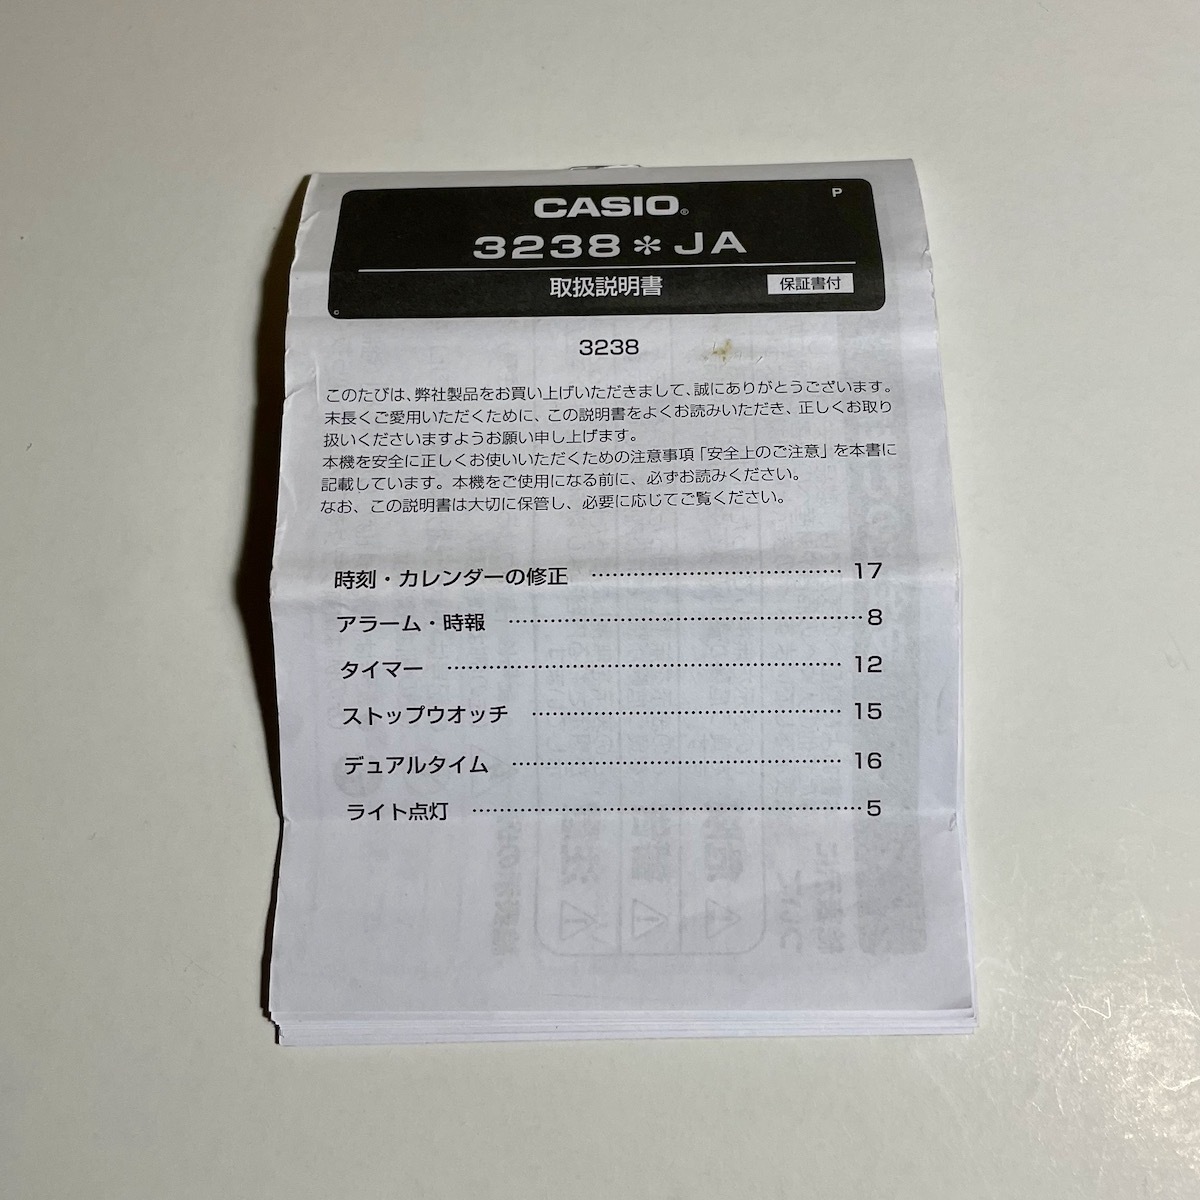 P
CASIO®
3238＊JA
取扱説明書
保証書付
C
3238
このたびは、弊社製品をお買い上げいただきまして、誠にありがとうございます。
末長くご愛用いただくために、この説明書をよくお読みいただき、正しくお取り
扱いくださいますようお願い申し上げます。
本機を安全に正しくお使いいただくための注意事項「安全上のご注意」を本書に
記載しています。本機をご使用になる前に、必ずお読みください。
なお、この説明書は大切に保管し、必要に応じてご覧ください。
時刻・カレンダーの修正 ………………………………… 17
アラーム・時報 ……………………………………………8
タイマー …………………………………………………… 12
ストップウオッチ ………………………………………… 15
デュアルタイム …………………………………………… 16
ライト点灯 …………………………………………………5